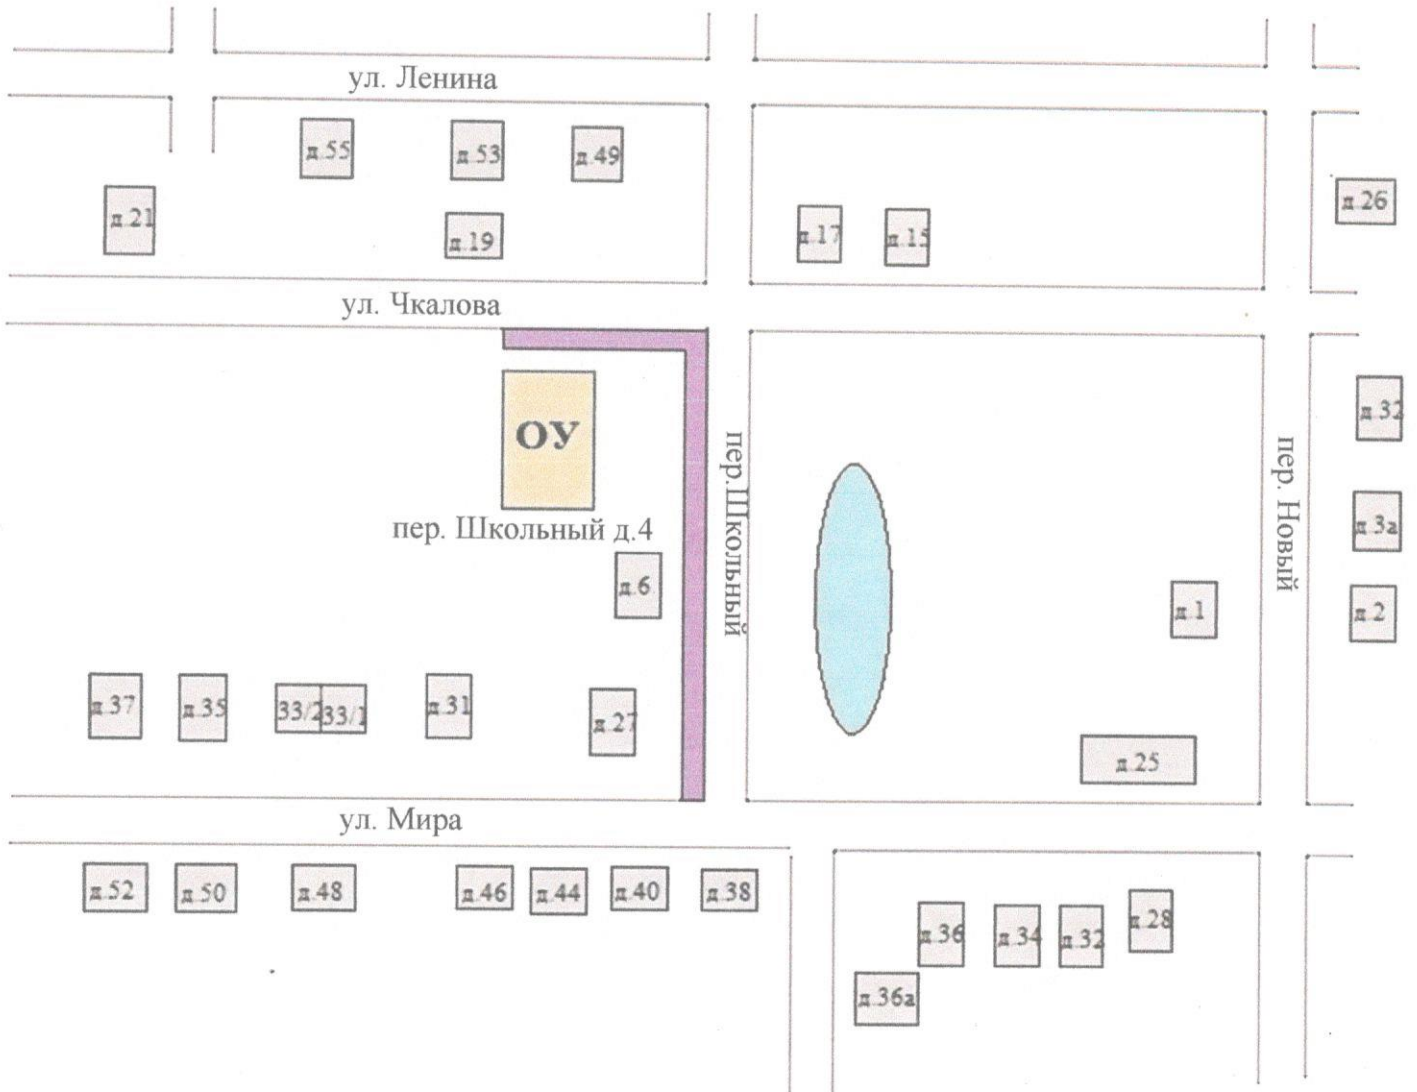 ул. Ленина
д.55
д.53
д.49
д.21
д.19
д.17
д.15
д.26
ул. Чкалова
ОУ
пер. Школьный д.4
пер.Школьный
пер. Новый
д.32
д.3а
д.2
д.6
д.1
д.37
д.35
33/2
33/1
д.31
д.27
д.25
ул. Мира
д.52
д.50
д.48
д.46
д.44
д.40
д.38
д.36
д.34
д.32
д.28
д.36а